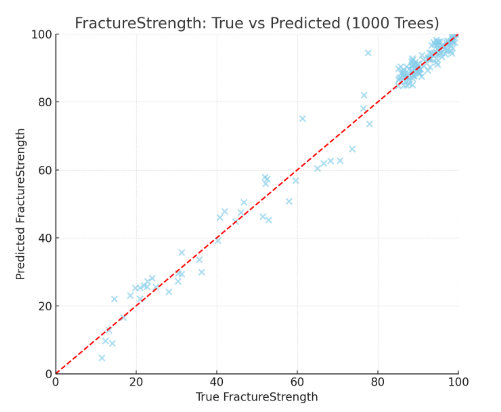 FractureStrength: True vs Predicted (1000 Trees)
Predicted FractureStrength
100
80
60
40
20
0
0 20 40 60 80 100
True FractureStrength